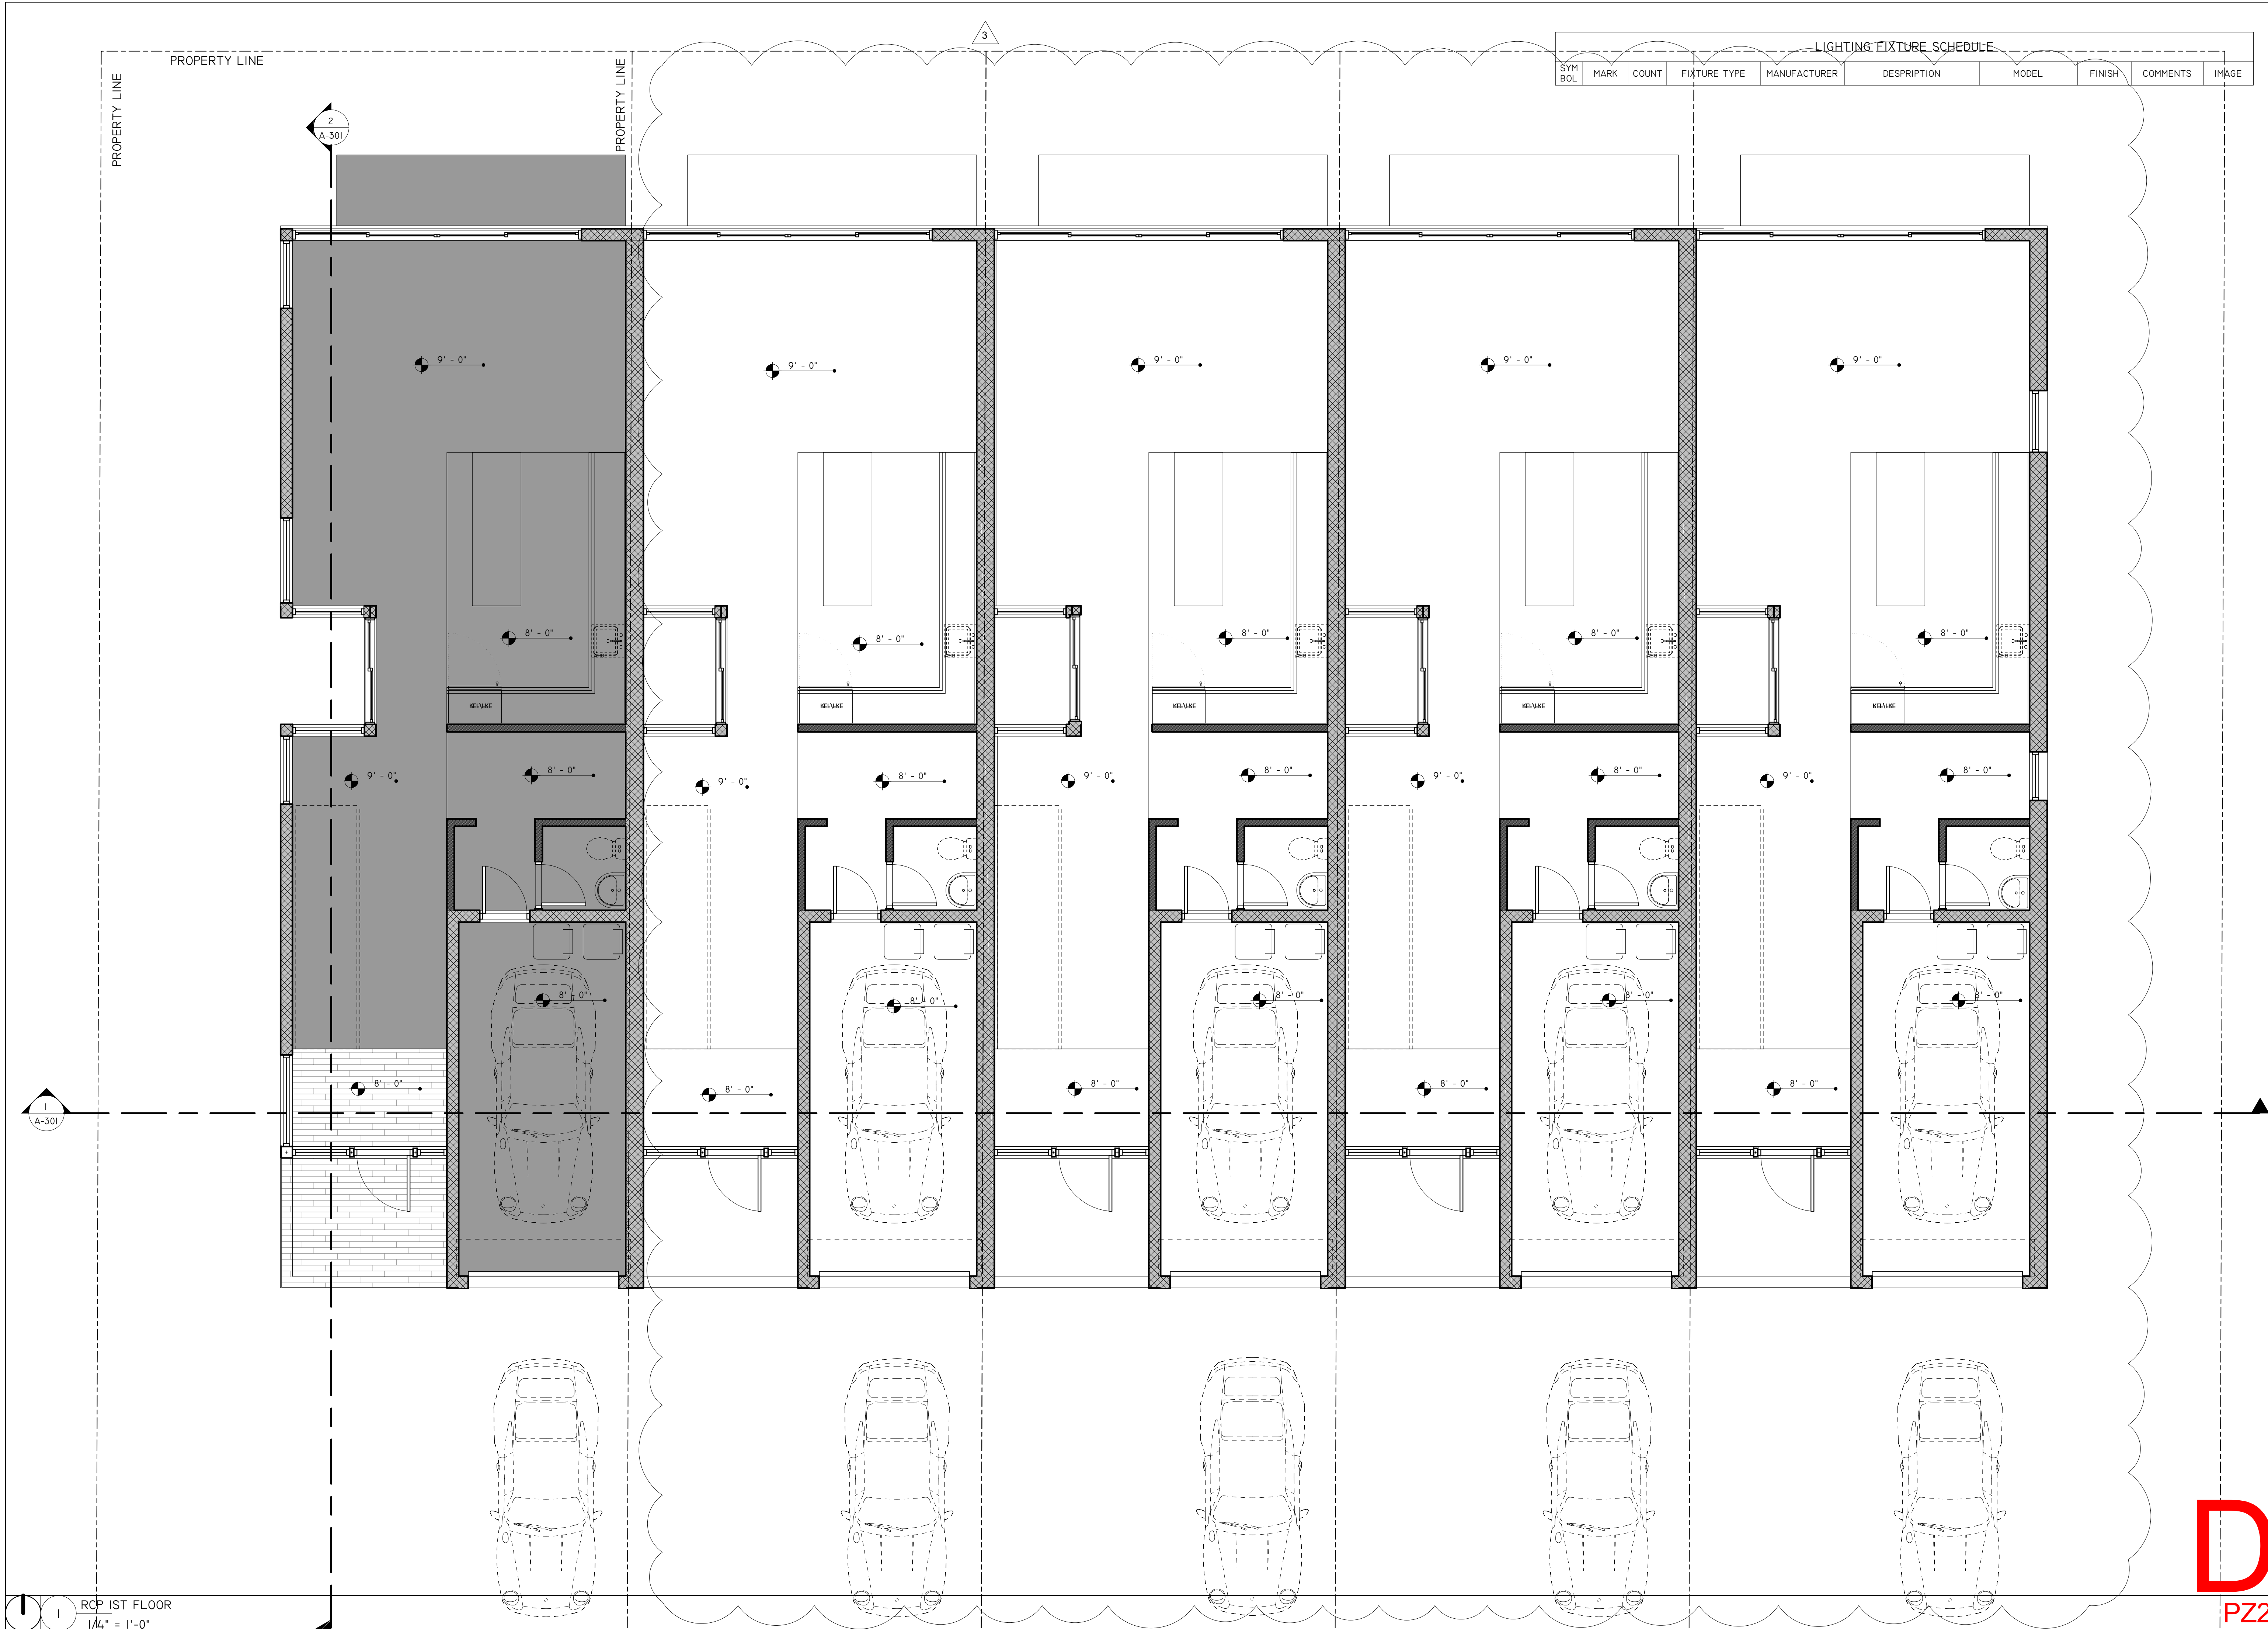 3
LIGHTING FIXTURE SCHEDULE
SYM BOL MARK COUNT FIXTURE TYPE MANUFACTURER DESPRIPTION MODEL FINISH COMMENTS IMAGE
PROPERTY LINE
PROPERTY LINE
PROPERTY LINE
2
A-301
9' - 0" 9' - 0" 9' - 0" 9' - 0" 9' - 0"
8' - 0" 8' - 0" 8' - 0" 8' - 0" 8' - 0"
9' - 0" 8' - 0" 9' - 0" 8' - 0" 9' - 0" 8' - 0" 9' - 0" 8' - 0" 9' - 0" 8' - 0"
8' - 0" 8' - 0" 8' - 0" 8' - 0" 8' - 0"
8' - 0" 8' - 0" 8' - 0" 8' - 0" 8' - 0"
1
A-301
D
PZ2
1
RCP 1ST FLOOR
1/4" = 1'-0"